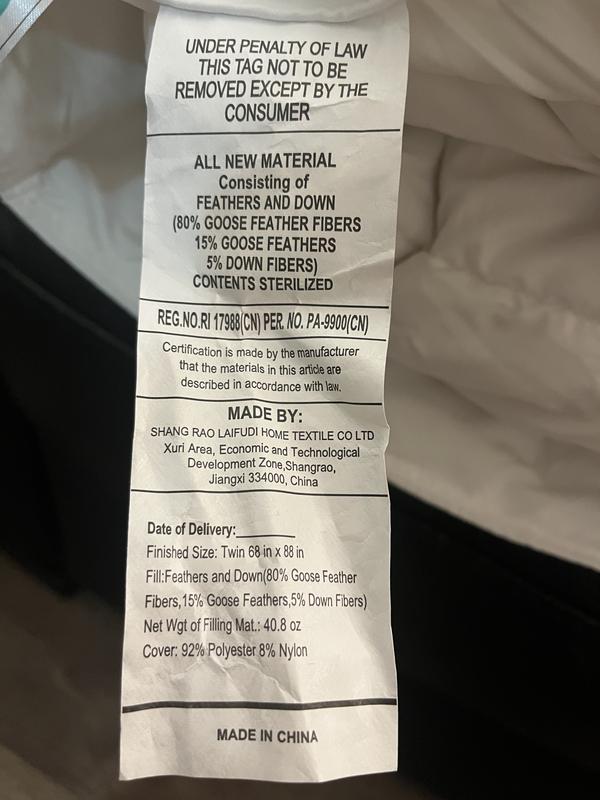 UNDER PENALTY OF LAW
THIS TAG NOT TO BE
REMOVED EXCEPT BY THE
CONSUMER
ALL NEW MATERIAL
Consisting of
FEATHERS AND DOWN
(80% GOOSE FEATHER FIBERS
15% GOOSE FEATHERS
5% DOWN FIBERS)
CONTENTS STERILIZED
REG.NO.RI 17988(CN) PER. NO. PA-9900(CN)
Certification is made by the manufacturer
that the materials in this article are
described in accordance with law.
MADE BY:
SHANG RAO LAIFUDI HOME TEXTILE CO LTD
Xuri Area, Economic and Technological
Development Zone,Shangrao,
Jiangxi 334000, China
Date of Delivery:_______
Finished Size: Twin 68 in x 88 in
Fill:Feathers and Down(80% Goose Feather
Fibers,15% Goose Feathers,5% Down Fibers)
Net Wgt of Filling Mat.: 40.8 oz
Cover: 92% Polyester 8% Nylon
MADE IN CHINA